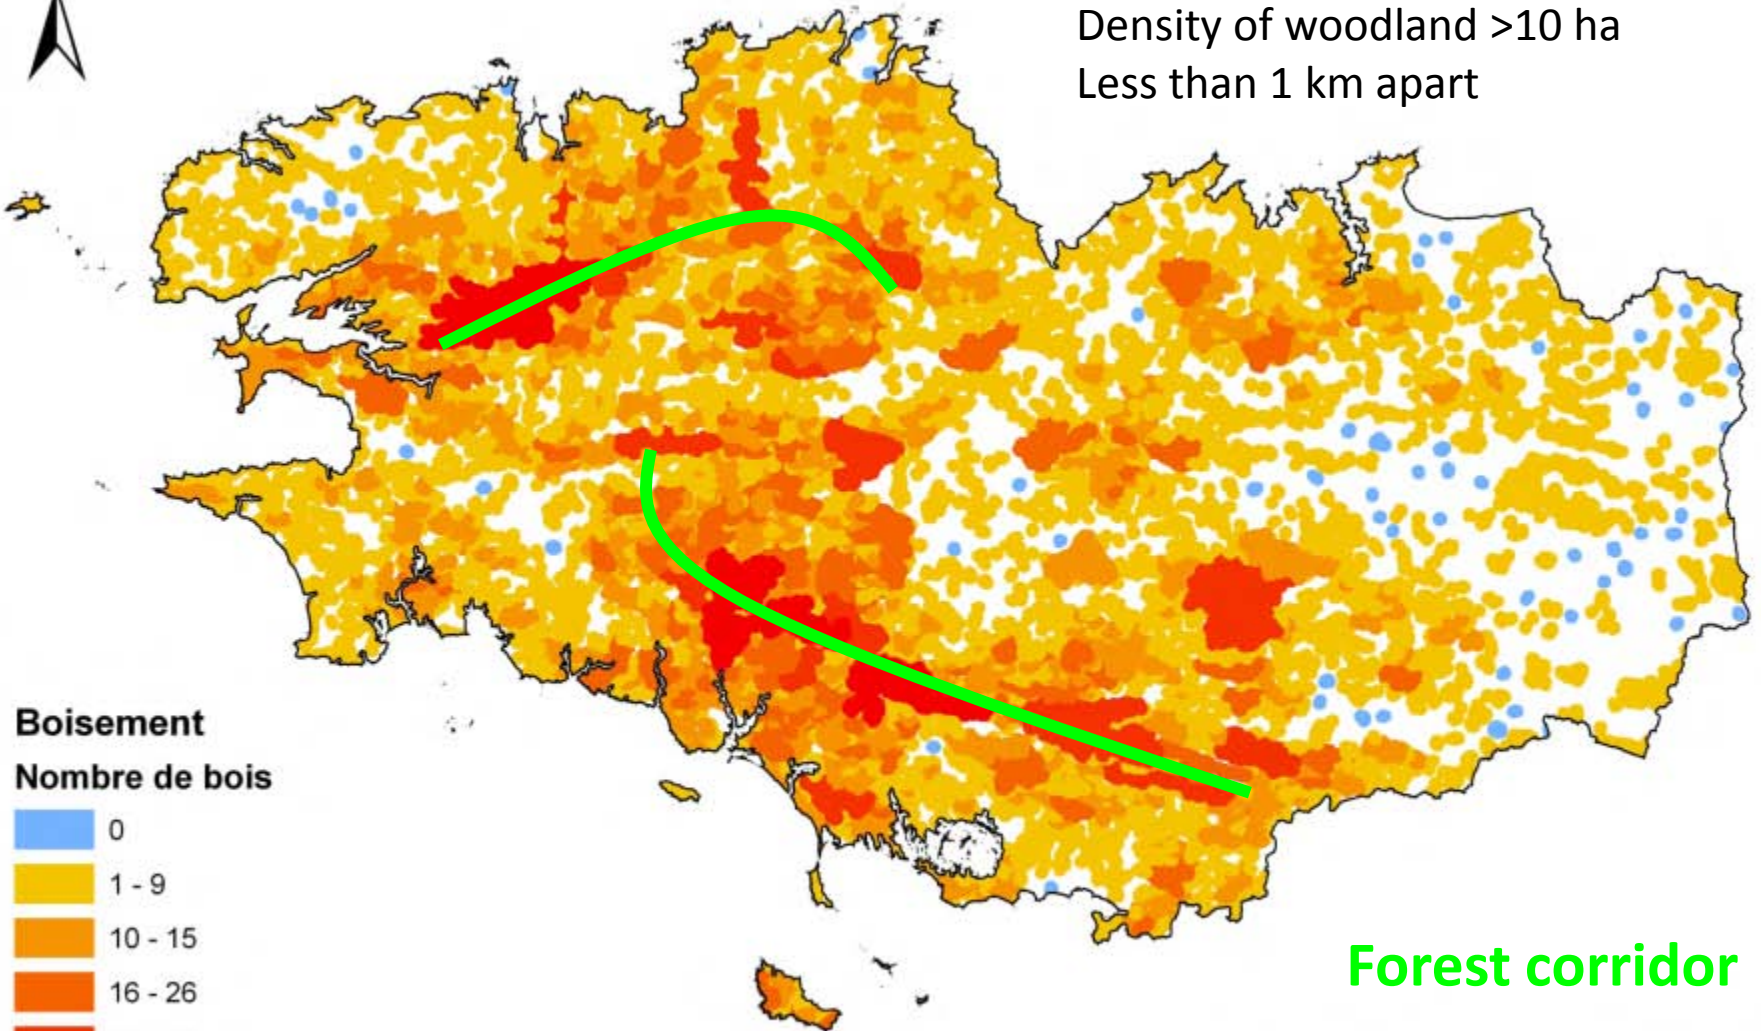 Density of woodland >10 ha
Less than 1 km apart
Boisement
Nombre de bois
0
1 - 9
10 - 15
16 - 26
Forest corridor